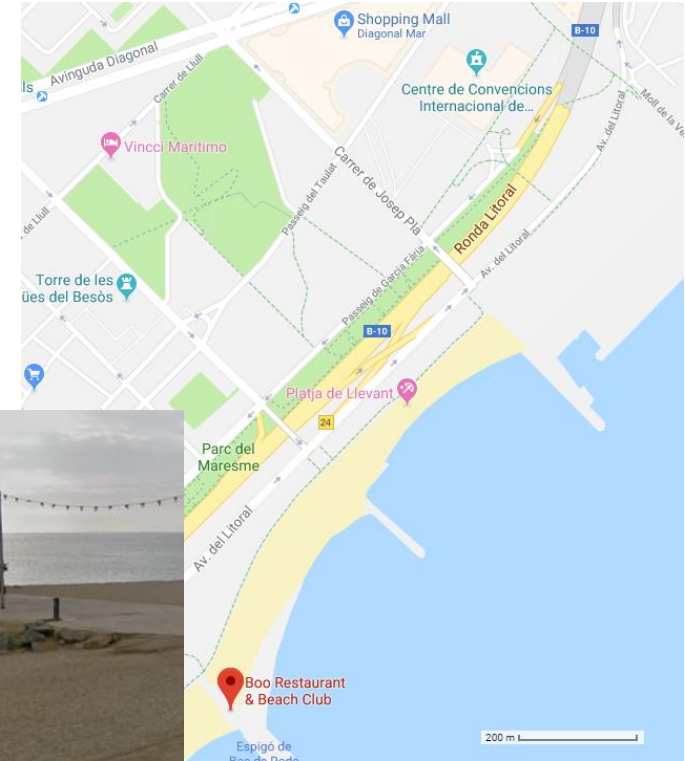 Shopping Mall
Diagonal Mar
B-10
Avinguda Diagonal
Carrer de Llull
Centre de Convencions
Internacional de...
Moll de la Ve
Av. del Litoral
Vincci Maritimo
Carrer de Josep Pla
Passeig del Taulat
de Llull
Ronda Litoral
Av. del Litoral
Torre de les
ües del Besòs
Passeig de Garcia Fària
B-10
Platja de Llevant
24
Parc del
Maresme
Av. del Litoral
Boo Restaurant
& Beach Club
200 m
Espigó de